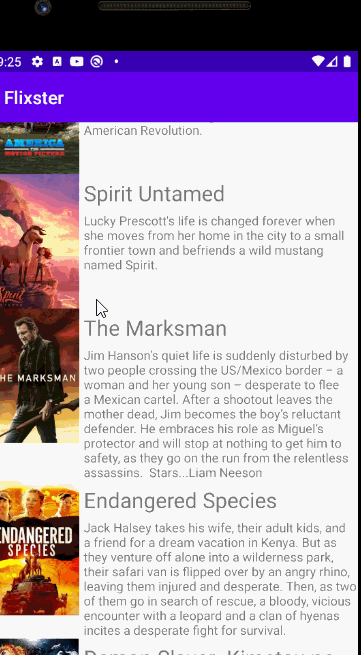 9:25
Flixster
American Revolution.
AMERICA
THE MOTION PICTURE
Spirit Untamed
Lucky Prescott's life is changed forever when
she moves from her home in the city to a small
frontier town and befriends a wild mustang
named Spirit.
Spirit
The Marksman
THE MARKSMAN
Jim Hanson's quiet life is suddenly disturbed by
two people crossing the US/Mexico border – a
woman and her young son – desperate to flee
a Mexican cartel. After a shootout leaves the
mother dead, Jim becomes the boy's reluctant
defender. He embraces his role as Miguel's
protector and will stop at nothing to get him to
safety, as they go on the run from the relentless
assassins.  Stars...Liam Neeson
Endangered Species
ENDANGERED
SPECIES
Jack Halsey takes his wife, their adult kids, and
a friend for a dream vacation in Kenya. But as
they venture off alone into a wilderness park,
their safari van is flipped over by an angry rhino,
leaving them injured and desperate. Then, as two
of them go in search of rescue, a bloody, vicious
encounter with a leopard and a clan of hyenas
incites a desperate fight for survival.